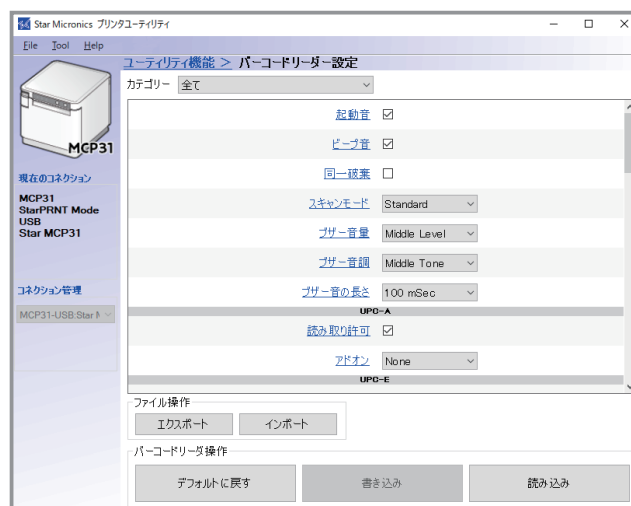 Star Micronics プリンタユーティリティ
File Tool Help
ユーティリティ機能 > バーコードリーダー設定
カテゴリー 全て
MCP31
現在のコネクション
MCP31
StarPRNT Mode
USB
Star MCP31
コネクション管理
MCP31-USB:Star M
起動音
ビープ音
同一破棄
スキャンモード Standard
ブザー音量 Middle Level
ブザー音調 Middle Tone
ブザー音の長さ 100 mSec
UPC-A
読み取り許可
アドオン None
UPC-E
ファイル操作
エクスポート インポート
バーコードリーダ操作
デフォルトに戻す 書き込み 読み込み